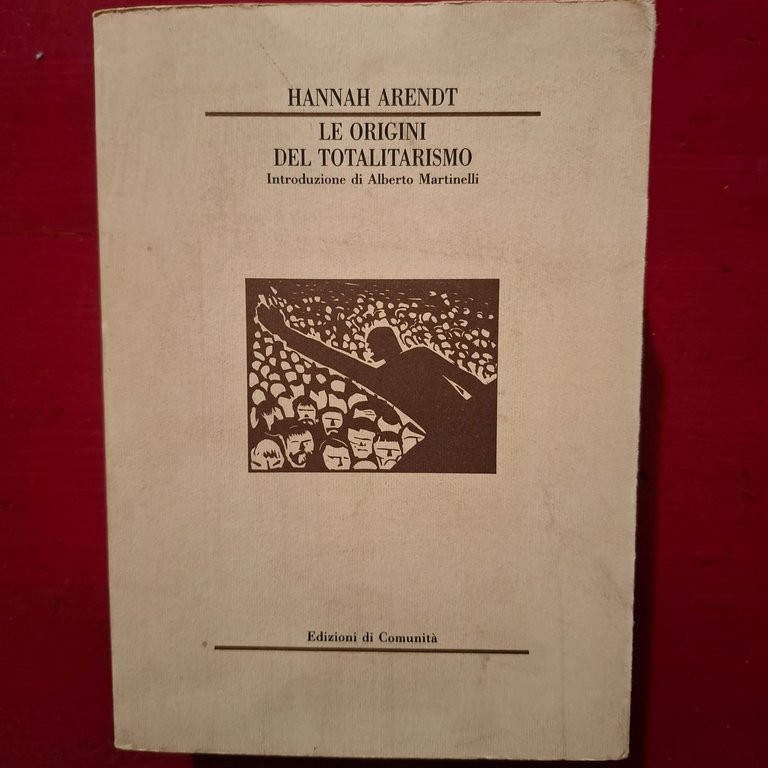 HANNAH ARENDT
LE ORIGINI
DEL TOTALITARISMO
Introduzione di Alberto Martinelli
Edizioni di Comunità